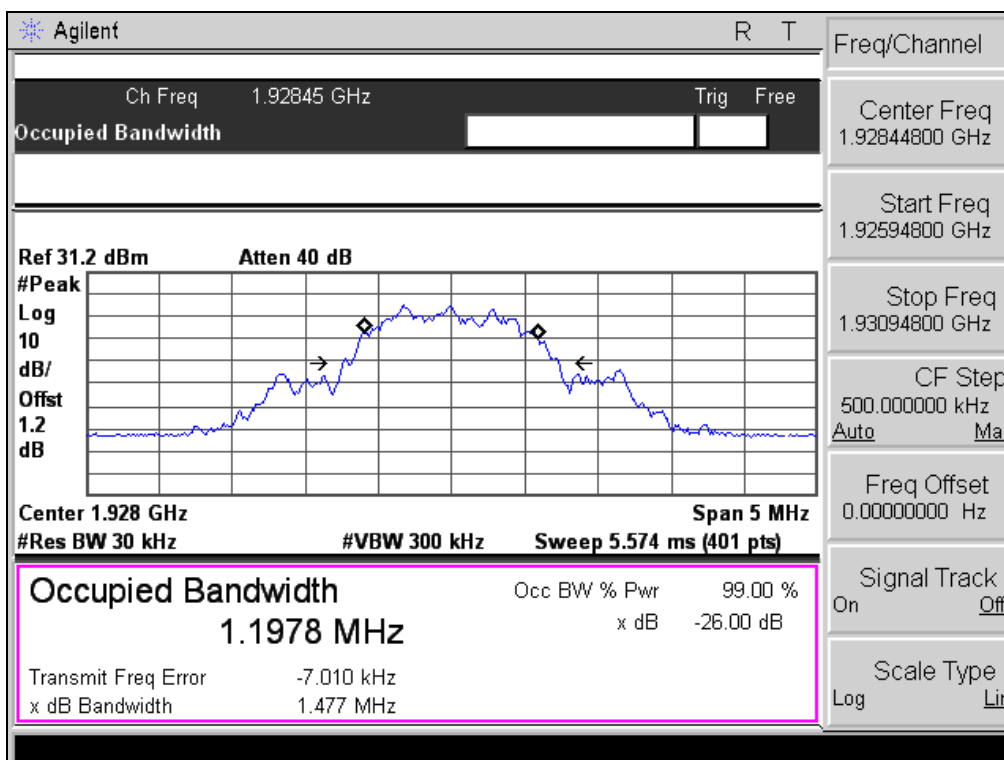 Agilent R T
Freq/Channel
Ch Freq 1.92845 GHz Trig Free
Occupied Bandwidth
Center Freq
1.92844800 GHz
Start Freq
1.92594800 GHz
Ref 31.2 dBm Atten 40 dB
#Peak
Log
10
dB/
Offst
1.2
dB
Stop Freq
1.93094800 GHz
CF Step
500.000000 kHz
Auto Ma
Center 1.928 GHz Span 5 MHz
#Res BW 30 kHz #VBW 300 kHz Sweep 5.574 ms (401 pts)
Freq Offset
0.00000000 Hz
Occupied Bandwidth Occ BW % Pwr 99.00 %
1.1978 MHz x dB -26.00 dB
Transmit Freq Error -7.010 kHz
x dB Bandwidth 1.477 MHz
Signal Track
On Off
Scale Type
Log Lin